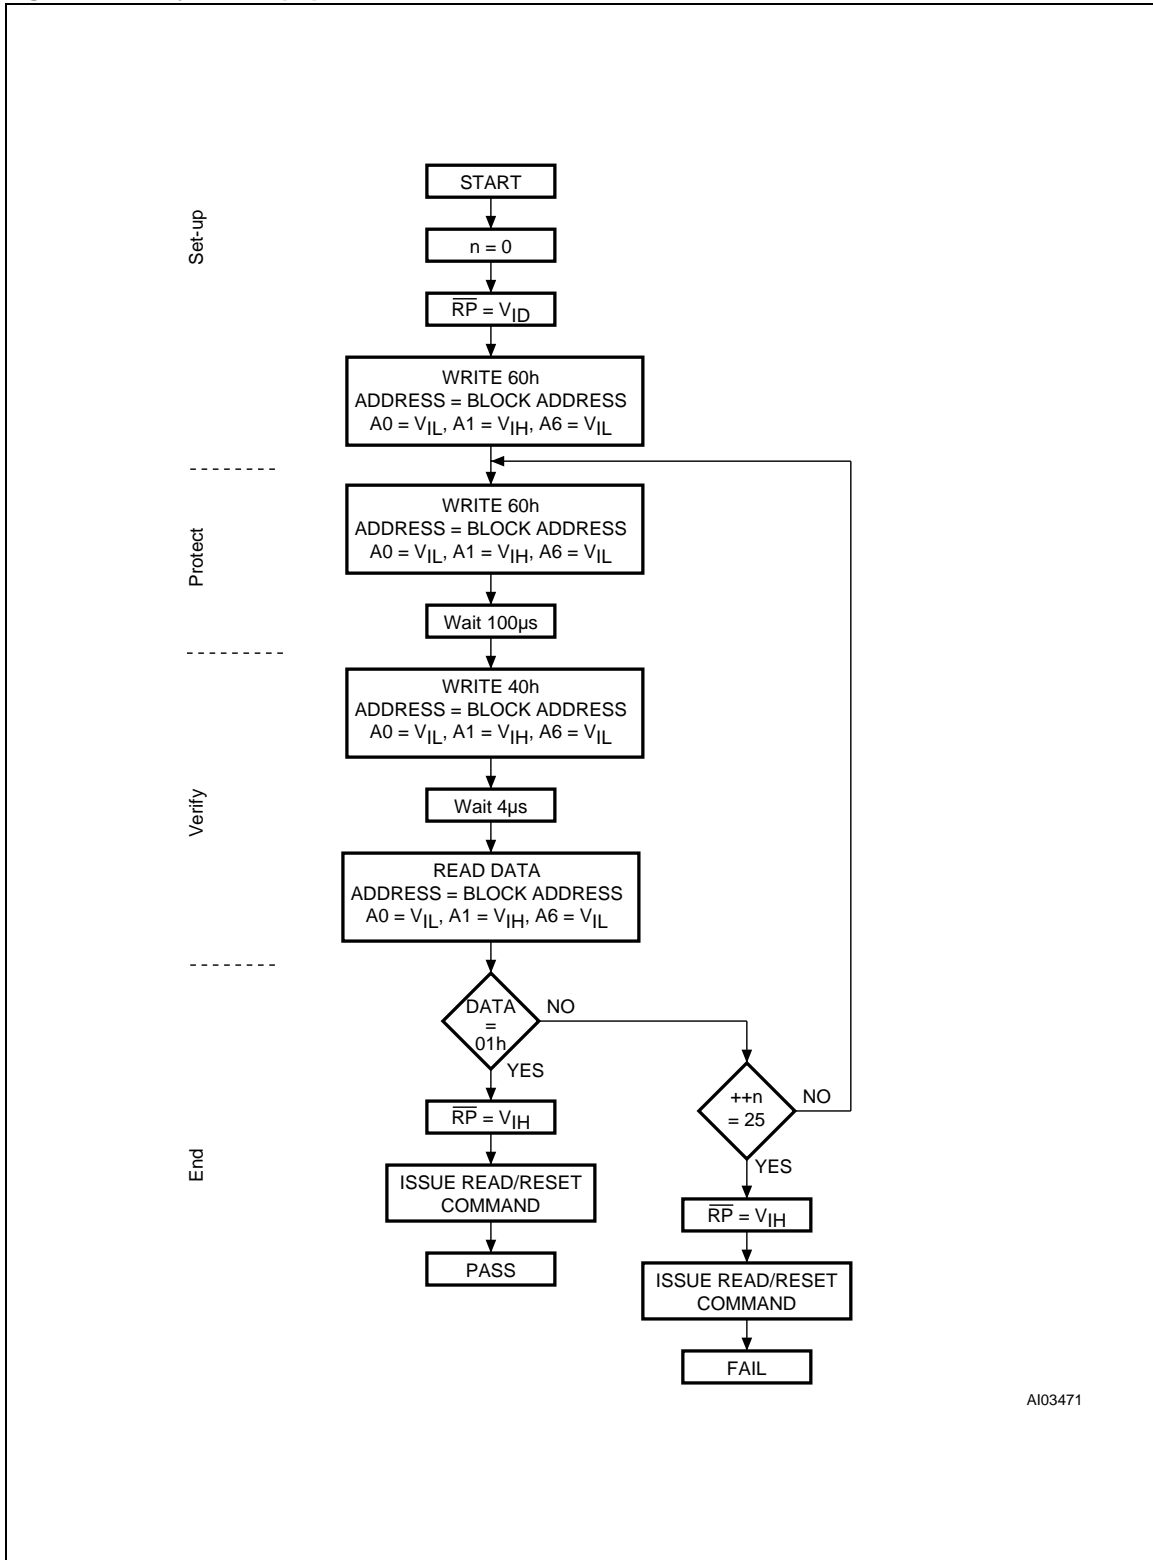 START
Set-up
n = 0
RP = VID
WRITE 60h
ADDRESS = BLOCK ADDRESS
A0 = VIL, A1 = VIH, A6 = VIL
Protect
WRITE 60h
ADDRESS = BLOCK ADDRESS
A0 = VIL, A1 = VIH, A6 = VIL
Wait 100µs
WRITE 40h
ADDRESS = BLOCK ADDRESS
A0 = VIL, A1 = VIH, A6 = VIL
Verify
Wait 4µs
READ DATA
ADDRESS = BLOCK ADDRESS
A0 = VIL, A1 = VIH, A6 = VIL
DATA
=
01h
NO
YES
++n
= 25
NO
YES
End
RP = VIH
ISSUE READ/RESET
COMMAND
PASS
RP = VIH
ISSUE READ/RESET
COMMAND
FAIL
AI03471